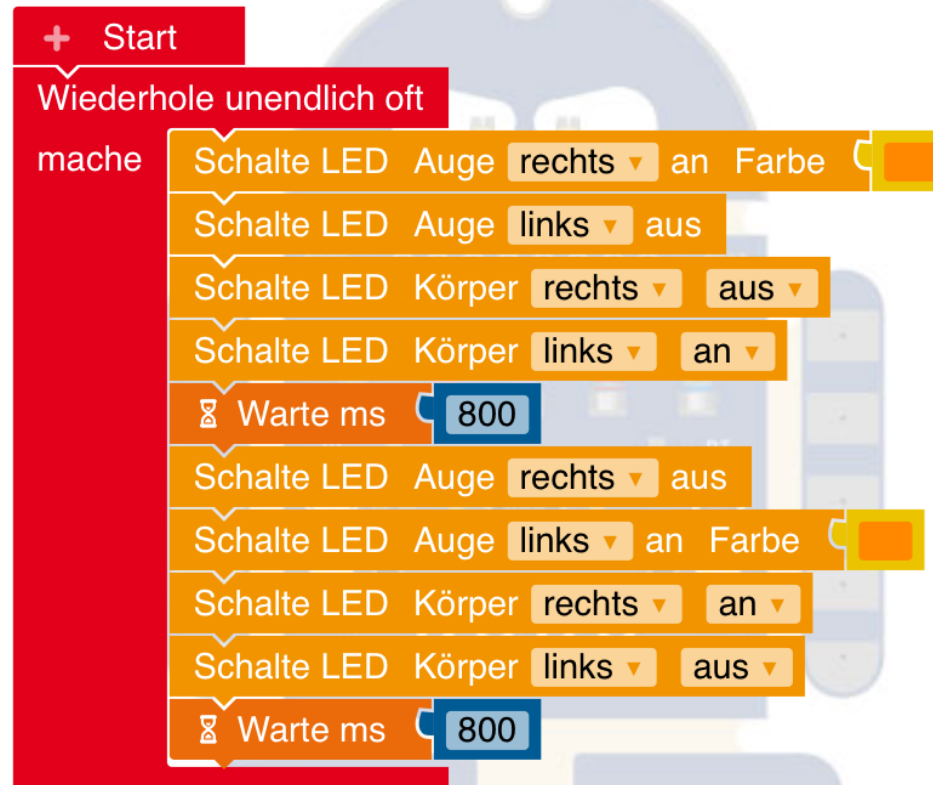 + Start
Wiederhole unendlich oft
mache Schalte LED Auge rechts an Farbe
Schalte LED Auge links aus
Schalte LED Körper rechts aus
Schalte LED Körper links an
Warte ms 800
Schalte LED Auge rechts aus
Schalte LED Auge links an Farbe
Schalte LED Körper rechts an
Schalte LED Körper links aus
Warte ms 800